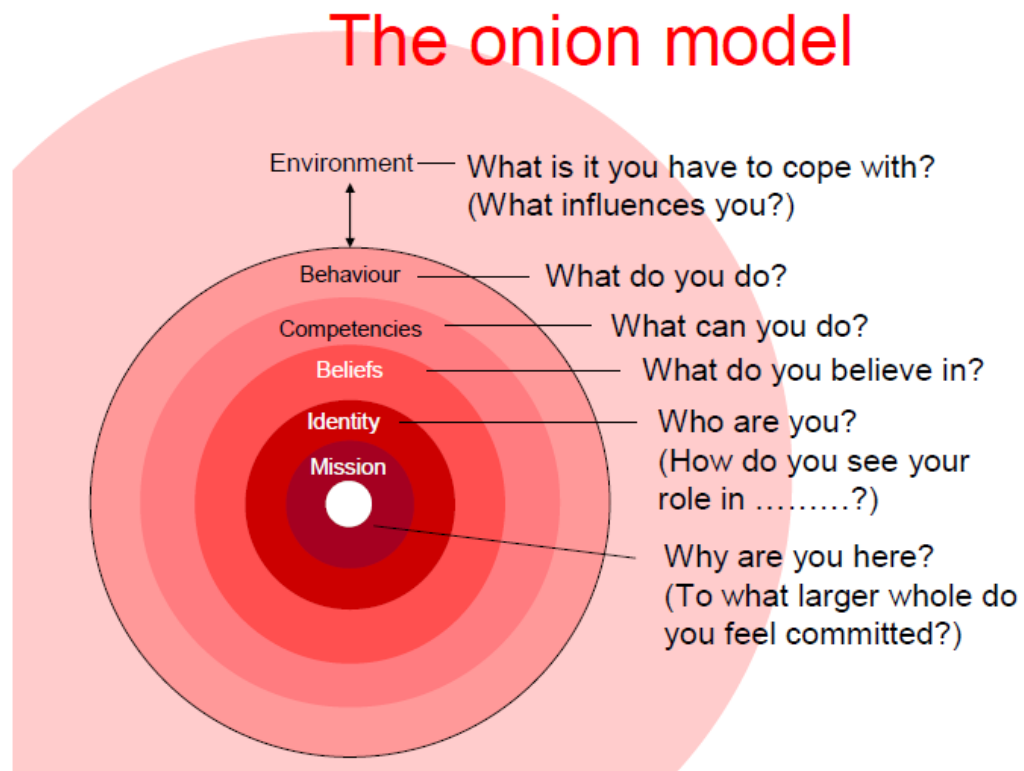 The onion model
Environment
What is it you have to cope with?
(What influences you?)
Behaviour
What do you do?
Competencies
What can you do?
Beliefs
What do you believe in?
Identity
Who are you?
(How do you see your
role in ………?)
Mission
Why are you here?
(To what larger whole do
you feel committed?)